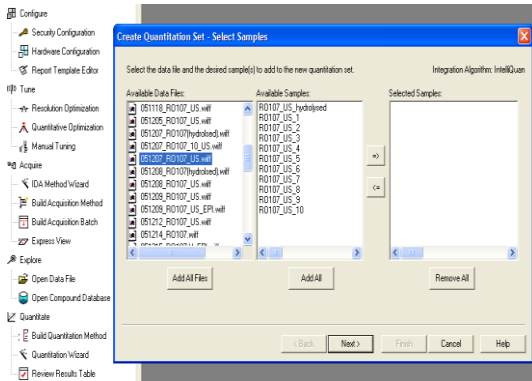 Configure
Security Configuration
Hardware Configuration
Report Template Editor
Tune
Resolution Optimization
Quantitative Optimization
Manual Tuning
Acquire
IDA Method Wizard
Build Acquisition Method
Build Acquisition Batch
Express View
Explore
Open Data File
Open Compound Database
Quantitate
Build Quantitation Method
Quantitation Wizard
Review Results Table
Create Quantitation Set - Select Samples
Select the data file and the desired sample(s) to add to the new quantitation set.
Integration Algorithm: IntelliQuan
Available Data Files:
051118_RO107_US.wiff
051205_RO107_US.wiff
051207_RO107(hydrolsed).wiff
051207_RO107_10_US.wiff
051207_RO107_US.wiff
051208_RO107(hydrolsed).wiff
051208_RO107_US.wiff
051209_RO107_US.wiff
051209_RO107_US_EPI.wiff
051212_RO107_US.wiff
051214_RO107.wiff
Add All Files
Available Samples:
RO107_US_hydrolysed
RO107_US_1
RO107_US_2
RO107_US_3
RO107_US_4
RO107_US_5
RO107_US_6
RO107_US_7
RO107_US_8
RO107_US_9
RO107_US_10
Add All
=>
<=
Selected Samples:
Remove All
< Back
Next >
Finish
Cancel
Help